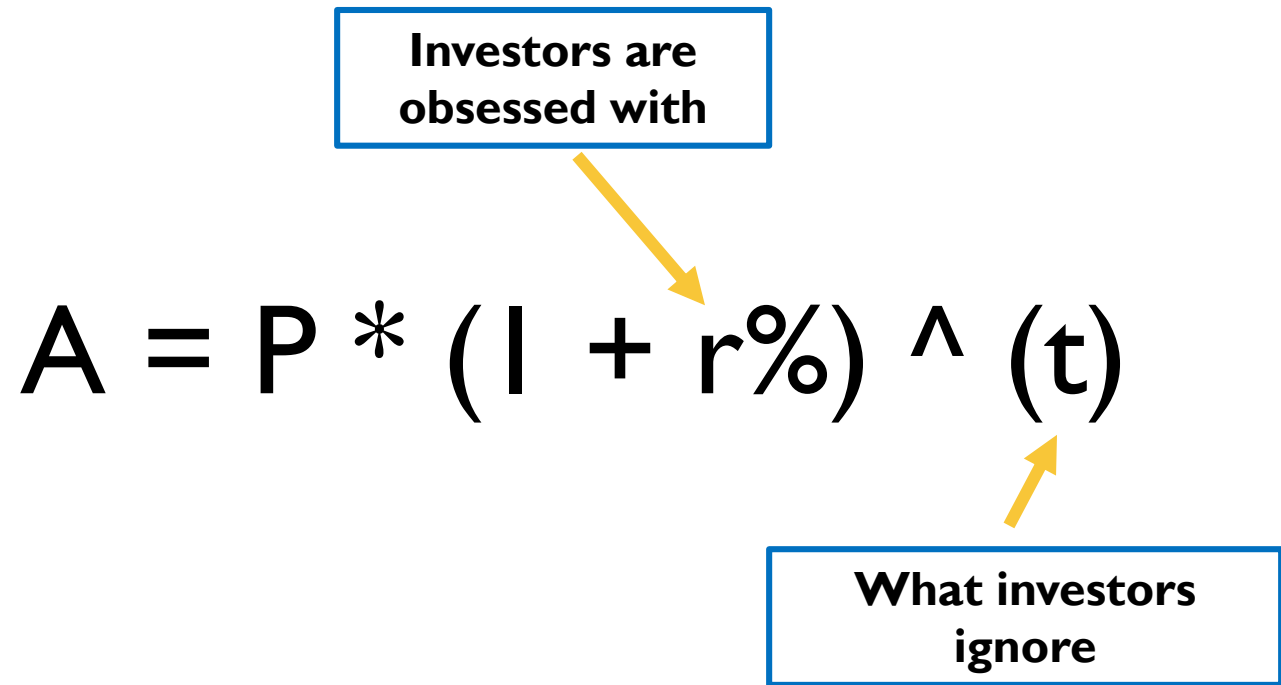 Investors are
obsessed with
A = P * (1 + r%) ^ (t)
What investors
ignore